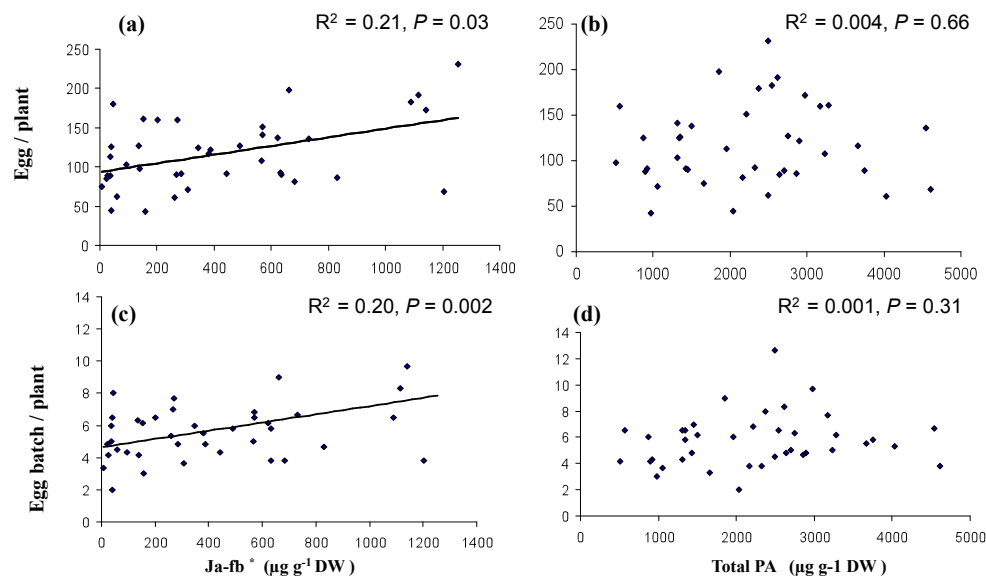 (a)
R² = 0.21, P = 0.03
250
200
150
100
50
0
0 200 400 600 800 1000 1200 1400
Egg / plant
(b)
R² = 0.004, P = 0.66
250
200
150
100
50
0
0 1000 2000 3000 4000 5000
(c)
R² = 0.20, P = 0.002
14
12
10
8
6
4
2
0
0 200 400 600 800 1000 1200 1400
Egg batch / plant
Ja-fb * (µg g-1 DW )
(d)
R² = 0.001, P = 0.31
14
12
10
8
6
4
2
0
0 1000 2000 3000 4000 5000
Total PA (µg g-1 DW )